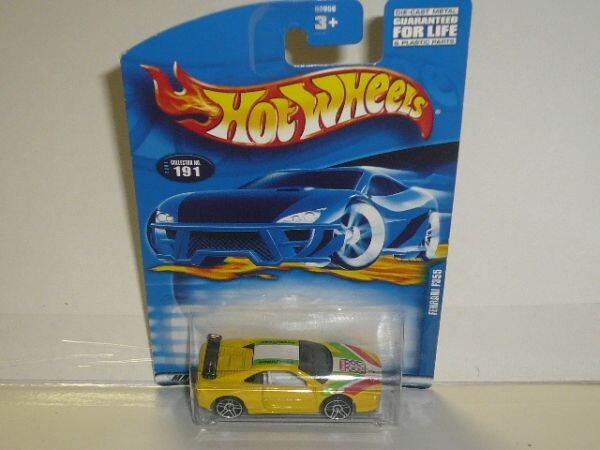 3+
DIE-CAST METAL
GUARANTEED
FOR LIFE
& PLASTIC PARTS
HOT WHEELS
COLLECTOR NO.
191
FERRARI F355